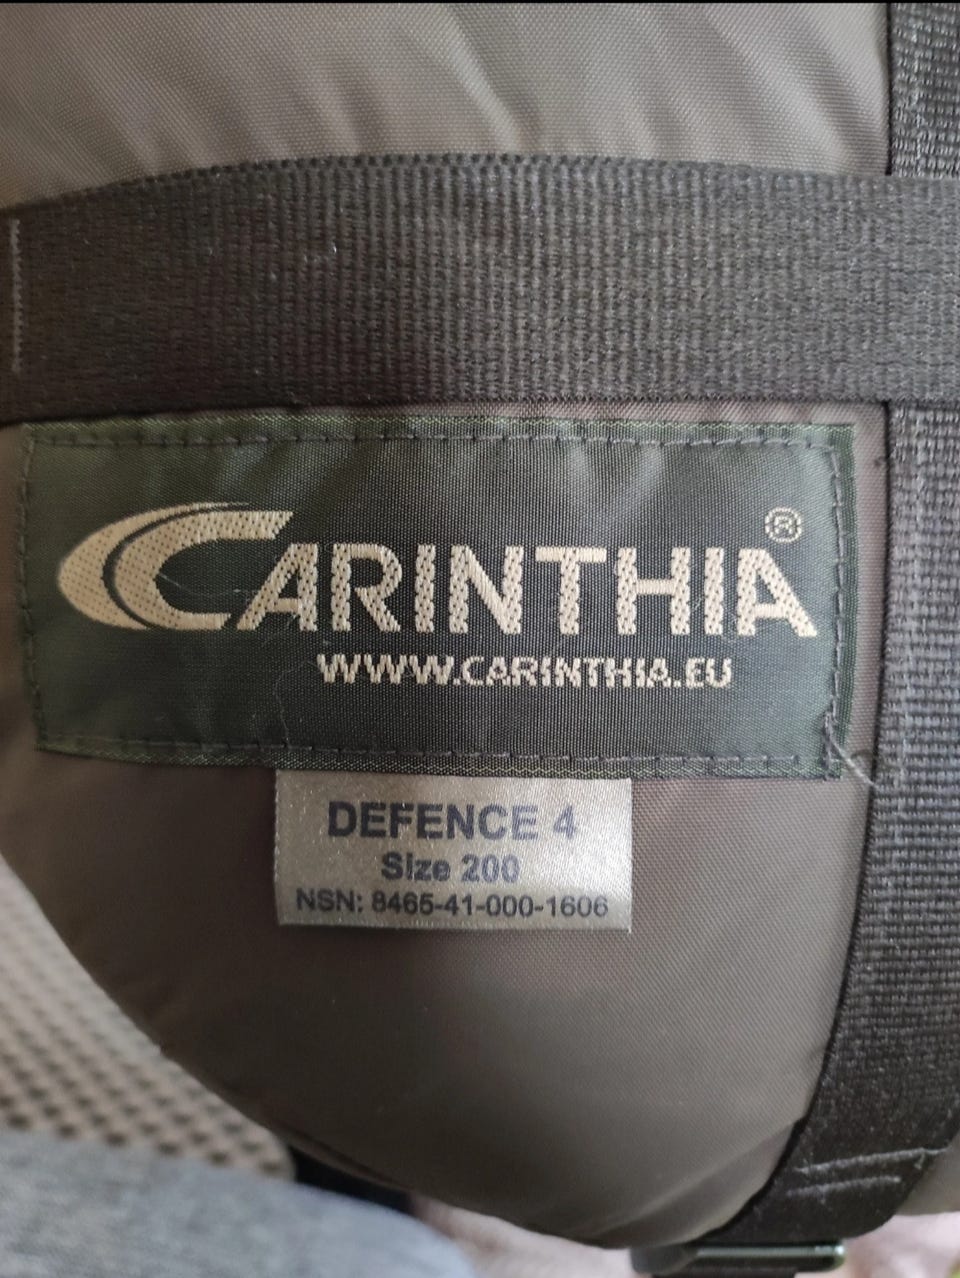 CARINTHIA®
WWW.CARINTHIA.EU
DEFENCE 4
Size 200
NSN: 8465-41-000-1606